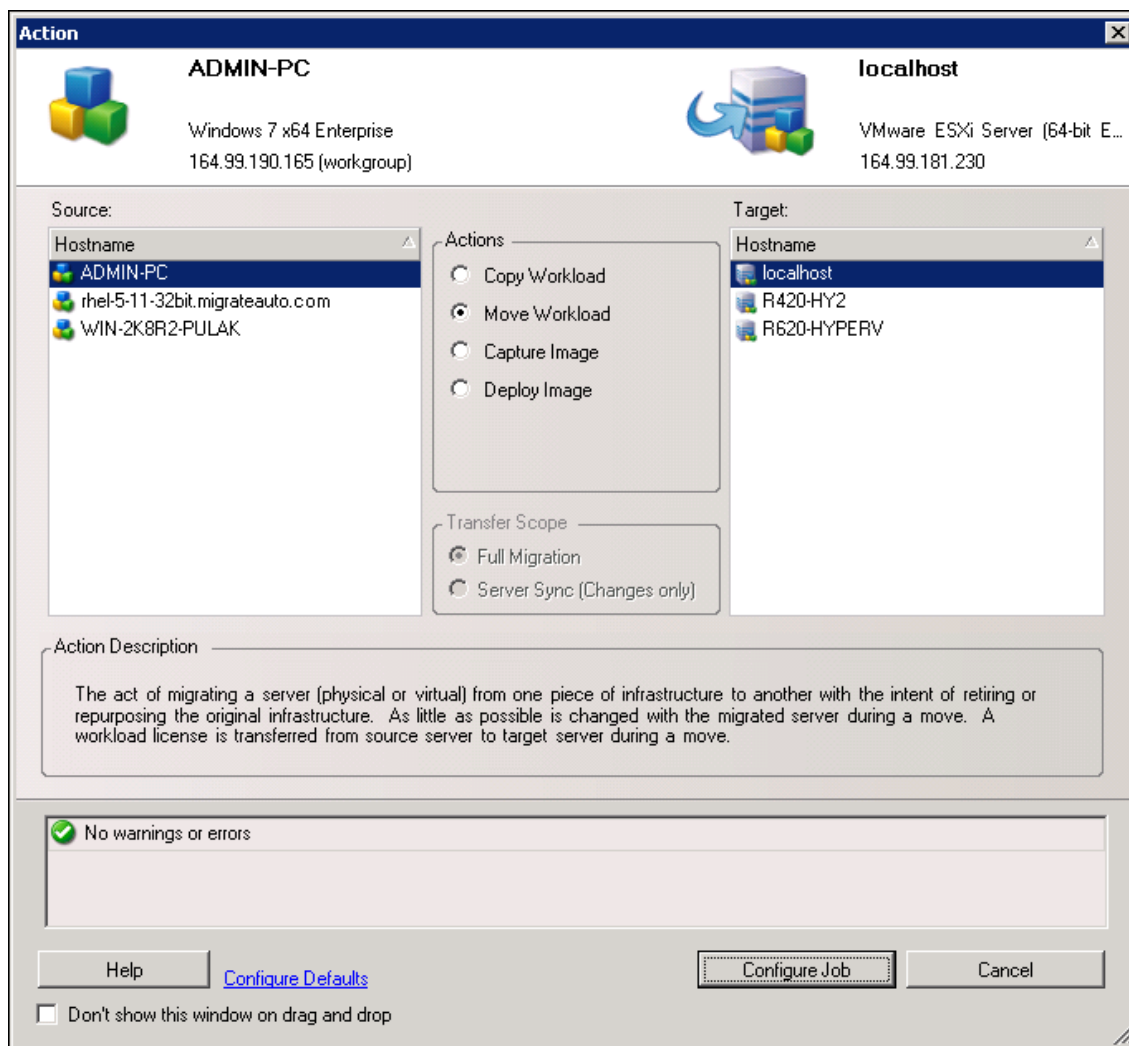 Action
ADMIN-PC
localhost
Windows 7 x64 Enterprise
VMware ESXi Server (64-bit E...
164.99.190.165 (workgroup)
164.99.181.230
Source:
Target:
Hostname
ADMIN-PC
rhel-5-11-32bit.migrateauto.com
WIN-2K8R2-PULAK
Actions
Copy Workload
Move Workload
Capture Image
Deploy Image
Transfer Scope
Full Migration
Server Sync (Changes only)
Hostname
localhost
R420-HY2
R620-HYPERV
Action Description
The act of migrating a server (physical or virtual) from one piece of infrastructure to another with the intent of retiring or
repurposing the original infrastructure. As little as possible is changed with the migrated server during a move. A
workload license is transferred from source server to target server during a move.
No warnings or errors
Help
Configure Defaults
Configure Job
Cancel
Don't show this window on drag and drop